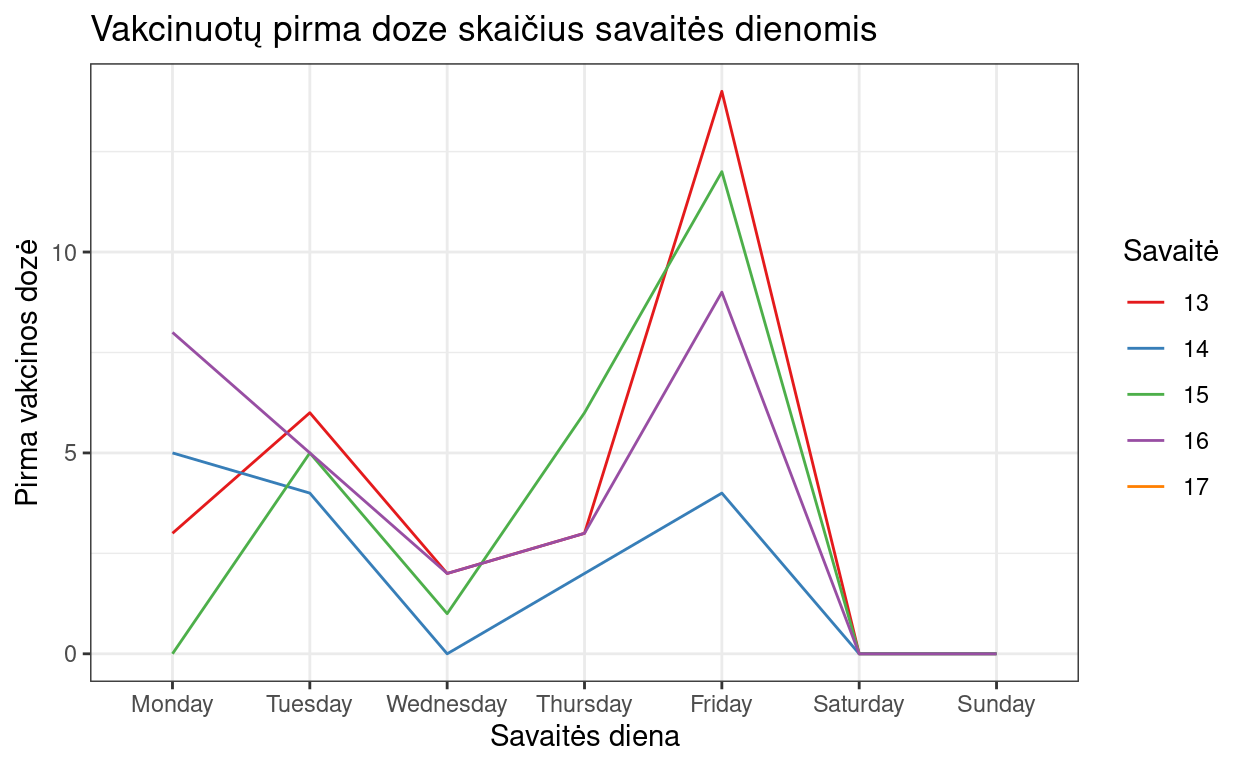 Vakcinuotų pirma doze skaičius savaitės dienomis
Pirma vakcinos dozė
10
5
0
Monday Tuesday Wednesday Thursday Friday Saturday Sunday
Savaitės diena
Savaitė
13
14
15
16
17